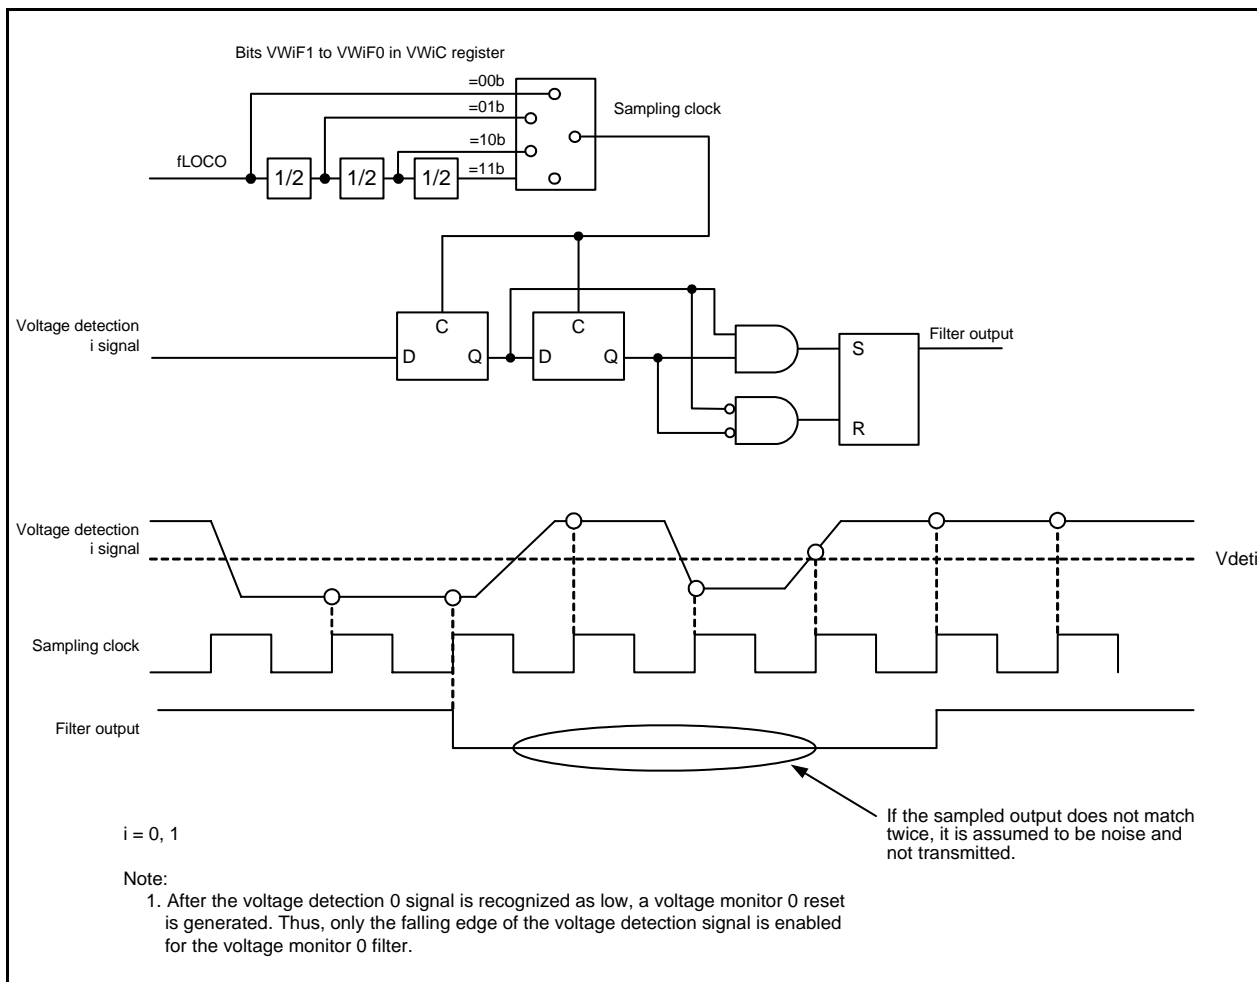 Bits VWiF1 to VWiF0 in VWiC register
=00b
=01b
=10b
=11b
Sampling clock
fLOCO
1/2
1/2
1/2
Voltage detection
i signal
C
D
Q
C
D
Q
S
R
Filter output
Voltage detection
i signal
Vdeti
Sampling clock
Filter output
If the sampled output does not match
twice, it is assumed to be noise and
not transmitted.
i = 0, 1
Note:
1. After the voltage detection 0 signal is recognized as low, a voltage monitor 0 reset
is generated. Thus, only the falling edge of the voltage detection signal is enabled
for the voltage monitor 0 filter.